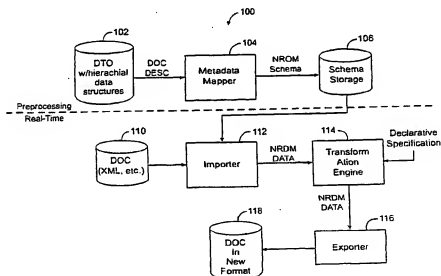 100
102
DTO
w/hierachial
data
structures
DOC
DESC
104
Metadata
Mapper
NROM
Schema
106
Schema
Storage
Preprocessing
Real-Time
110
DOC
(XML, etc.)
112
Importer
NRDM
DATA
114
Transform
Ation
Engine
Declarative
Specification
NRDM
DATA
118
DOC
In
New
Format
116
Exporter